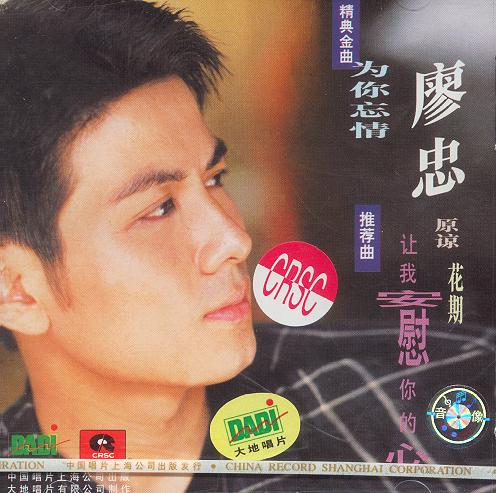 精典金曲
为你忘情
廖忠
推荐曲
原谅
花期
让我安慰你的心
CRSC
DADI
大地唱片
音像
DADI
CRSC
RATION
中国唱片上海公司出版发行 · CHINA RECORD SHANGHAI CORPORATION
中国唱片上海公司出版
大地唱片有限公司制作